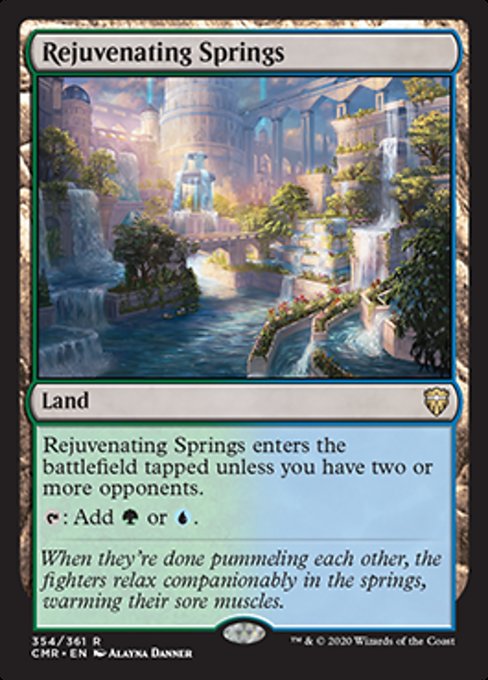 Rejuvenating Springs
Land
Rejuvenating Springs enters the
battlefield tapped unless you have two or
more opponents.
: Add or .
When they're done pummeling each other, the
fighters relax companionably in the springs,
warming their sore muscles.
354/361 R
CMR • EN Alayna Danner
™ & © 2020 Wizards of the Coast